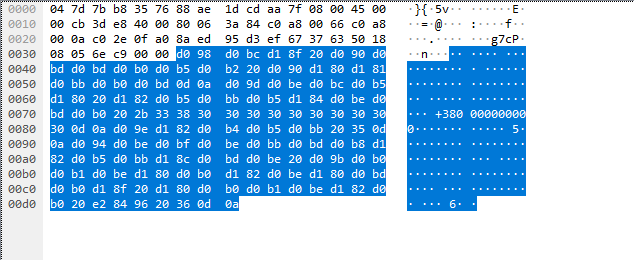 0000 04 7d 7b b8 35 76 88 ae 1d cd aa 7f 08 00 45 00 ·}{·5v·· ······E·
0010 00 cb 3d e8 40 00 80 06 3a 84 c0 a8 00 66 c0 a8 ··=·@··· :····f··
0020 00 0a c0 2e 0f a0 8a ed 95 d3 ef 67 37 63 50 18 ···.···· ···g7cP·
0030 08 05 6e c9 00 00 d0 98 d0 bc d1 8f 20 d0 90 d0 ··n····· ···· ···
0040 bd d0 bd d0 b0 d0 b5 d0 b2 20 d0 90 d1 80 d1 81 ········ · ······
0050 d0 bb d0 b0 d0 bd 0d 0a d0 9d d0 be d0 bc d0 b5 ········ ········
0060 d1 80 20 d1 82 d0 b5 d0 bb d0 b5 d1 84 d0 be d0 ·· ····· ········
0070 bd d0 b0 20 2b 33 38 30 30 30 30 30 30 30 30 30 ··· +380 00000000
0080 30 0d 0a d0 9e d1 82 d0 b4 d0 b5 d0 bb 20 35 0d 0······· ····· 5·
0090 0a d0 94 d0 be d0 bf d0 be d0 bb d0 bd d0 b8 d1 ········ ········
00a0 82 d0 b5 d0 bb d1 8c d0 bd d0 be 20 d0 9b d0 b0 ········ ··· ····
00b0 d0 b1 d0 be d1 80 d0 b0 d1 82 d0 be d1 80 d0 bd ········ ········
00c0 d0 b0 d1 8f 20 d1 80 d0 b0 d0 b1 d0 be d1 82 d0 ···· ··· ········
00d0 b0 20 e2 84 96 20 36 0d 0a · ··· 6· ·